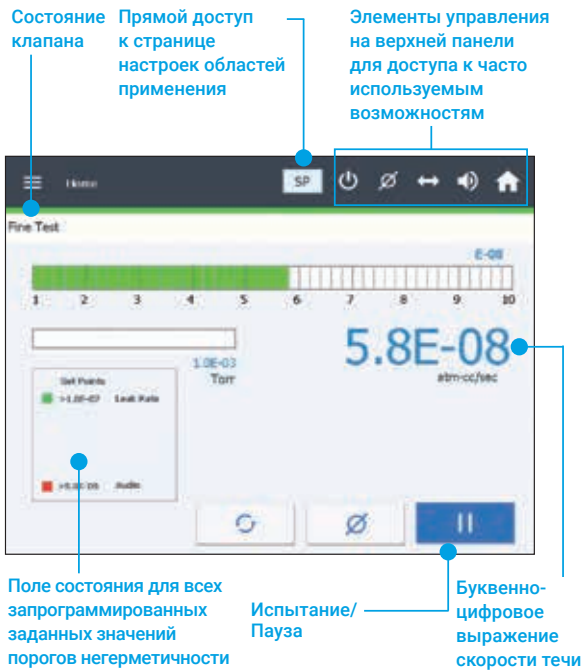 Состояние
клапана
Прямой доступ
к странице
настроек областей
применения
Элементы управления
на верхней панели
для доступа к часто
используемым
возможностям
Home
SP
Fine Test
E-08
1 2 3 4 5 6 7 8 9 10
1.0E-03
Torr
5.8E-08
atm-cc/sec
Set Points
>1.0E-07 Leak Rate
Audio
Поле состояния для всех
запрограммированных
заданных значений
порогов негерметичности
Испытание/
Пауза
Буквенно-
цифровое
выражение
скорости течи